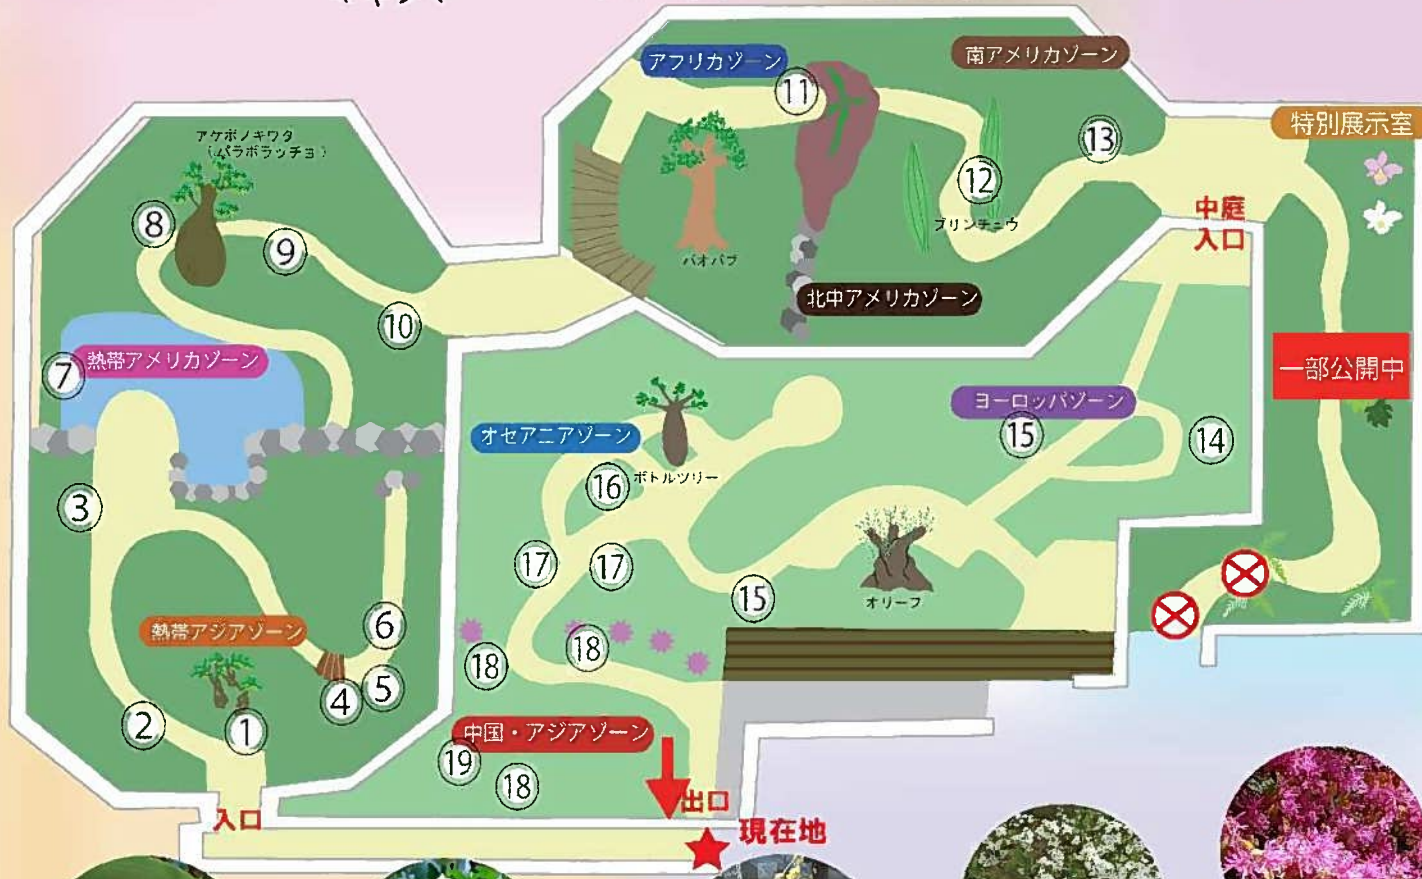 アフリカゾーン
南アメリカゾーン
特別展示室
アケボノキワタ
(パラボラッチョ)
11
13
12
8
9
ブリンチュウ
中庭
入口
バオバブ
北中アメリカゾーン
10
7
熱帯アメリカゾーン
一部公開中
ヨーロッパゾーン
15
14
オセアニアゾーン
16
ボトルツリー
3
17
17
15
オリーブ
熱帯アジアゾーン
6
18
18
4
5
2
1
中国・アジアゾーン
19
18
入口
出口
現在地